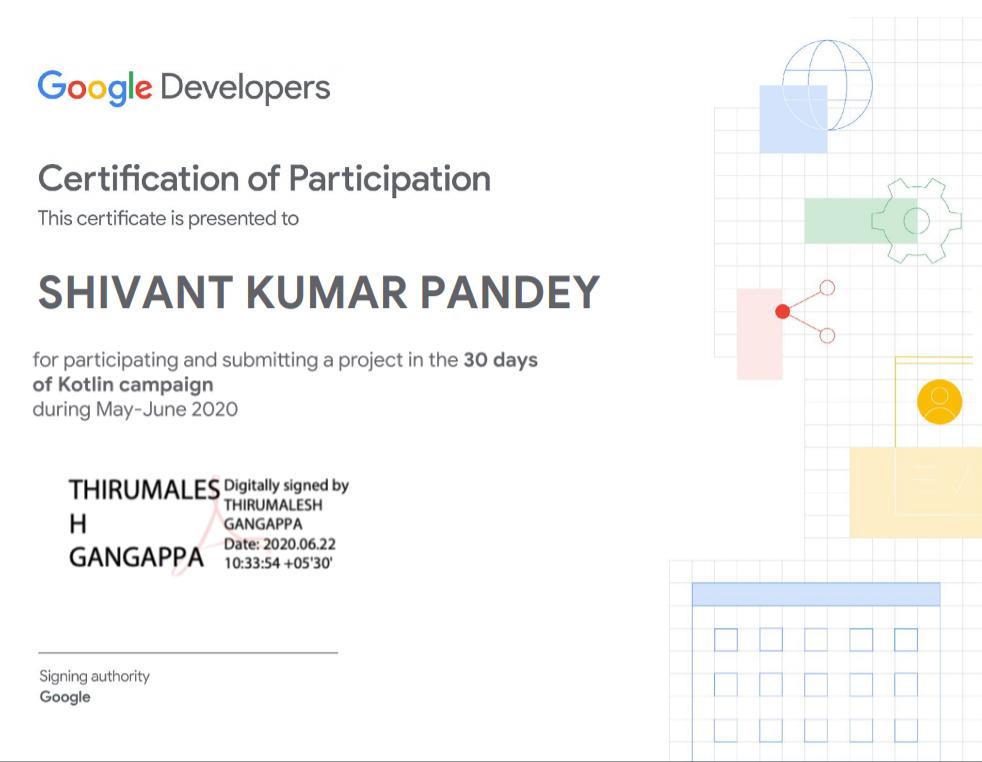 Google Developers
Certification of Participation
This certificate is presented to
SHIVANT KUMAR PANDEY
for participating and submitting a project in the 30 days
of Kotlin campaign
during May-June 2020
THIRUMALES
H
GANGAPPA
Digitally signed by
THIRUMALESH
GANGAPPA
Date: 2020.06.22
10:33:54 +05'30'
Signing authority
Google